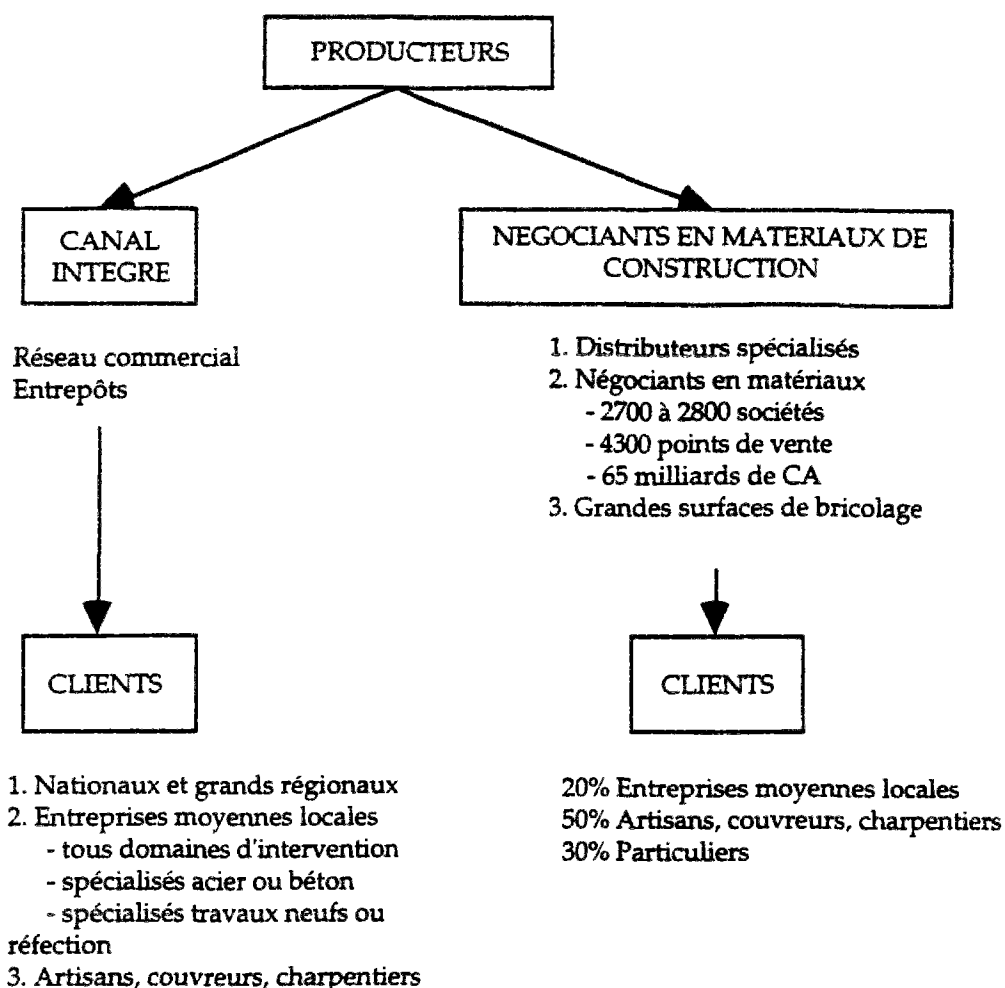 PRODUCTEURS
CANAL
INTEGRE
NEGOCIANTS EN MATERIAUX DE
CONSTRUCTION
Réseau commercial
Entrepôts
1. Distributeurs spécialisés
2. Négociants en matériaux
- 2700 à 2800 sociétés
- 4300 points de vente
- 65 milliards de CA
3. Grandes surfaces de bricolage
CLIENTS
CLIENTS
1. Nationaux et grands régionaux
2. Entreprises moyennes locales
- tous domaines d'intervention
- spécialisés acier ou béton
- spécialisés travaux neufs ou
réfection
3. Artisans, couvreurs, charpentiers
20% Entreprises moyennes locales
50% Artisans, couvreurs, charpentiers
30% Particuliers